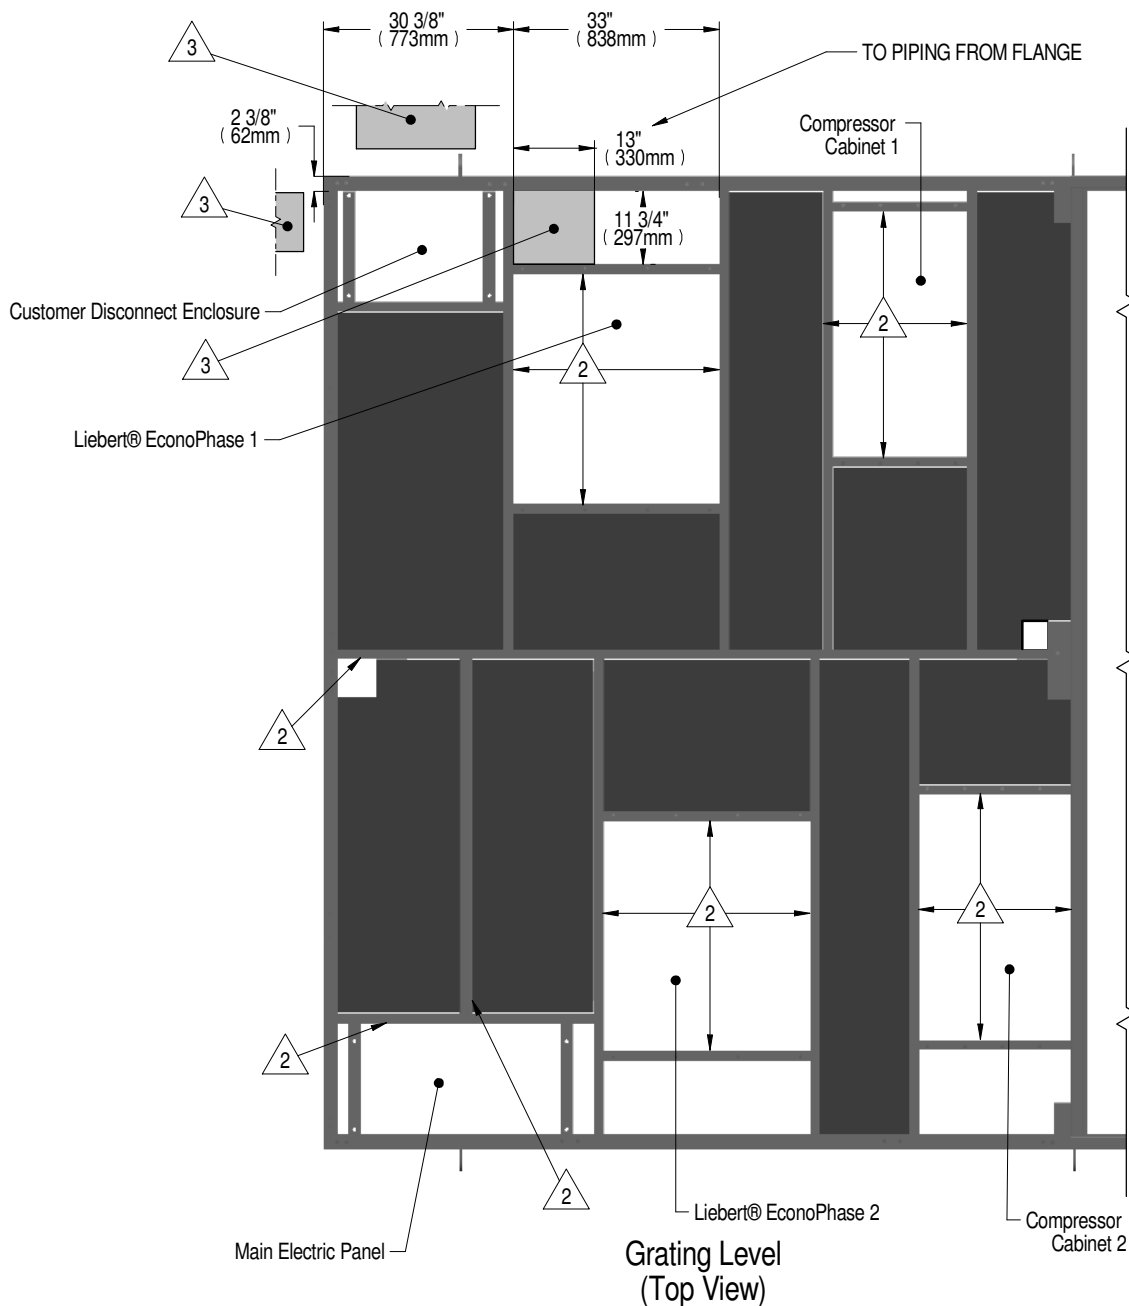 30 3/8"
( 773mm )
33"
( 838mm )
3
TO PIPING FROM FLANGE
2 3/8"
( 62mm )
Compressor
Cabinet 1
13"
( 330mm )
3
11 3/4"
( 297mm )
Customer Disconnect Enclosure
2
3
2
Liebert® EconoPhase 1
2
2
2
2
2
Liebert® EconoPhase 2
Compressor
Cabinet 2
Main Electric Panel
Grating Level
(Top View)